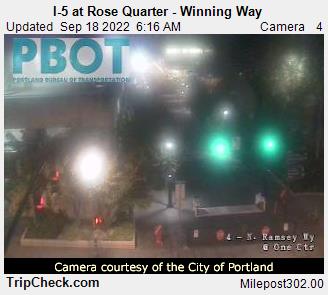 I-5 at Rose Quarter - Winning Way
Updated Sep 18 2022 6:16 AM Camera 4
PBOT
PORTLAND BUREAU OF TRANSPORTATION
4 - N. Ramsey Wy
@ One Ctr
Camera courtesy of the City of Portland
TripCheck.com Milepost302.00